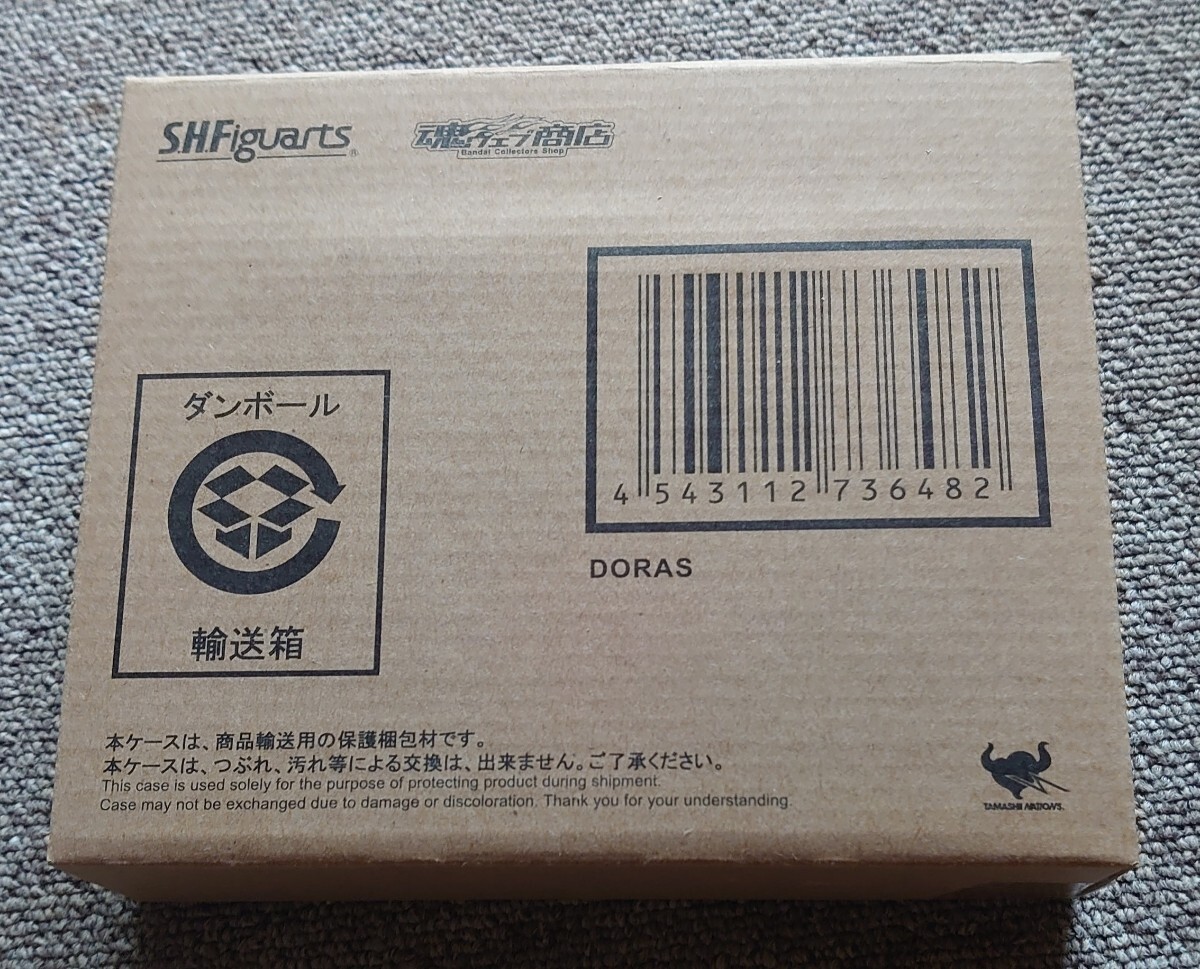 S.H.Figuarts®
魂ウェブ商店
Bandai Collectors Shop
4 543112 736482
DORAS
ダンボール
輸送箱
本ケースは、商品輸送用の保護梱包材です。
本ケースは、つぶれ、汚れ等による交換は、出来ません。ご了承ください。
This case is used solely for the purpose of protecting product during shipment.
Case may not be exchanged due to damage or discoloration. Thank you for your understanding.
TAMASHII NATIONS.